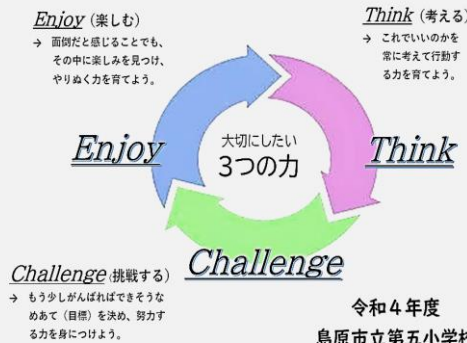 Enjoy（楽しむ）
→ 面倒だと感じることでも、
その中に楽しみを見つけ、
やりぬく力を育てよう。
Think（考える）
→ これでいいのかを
常に考えて行動す
る力を育てよう。
大切にしたい
3つの力
Enjoy
Think
Challenge
Challenge（挑戦する）
→ もう少しがんばればできそうな
めあて（目標）を決め、努力す
る力を身につけよう。
令和４年度
島原市立第五小学校